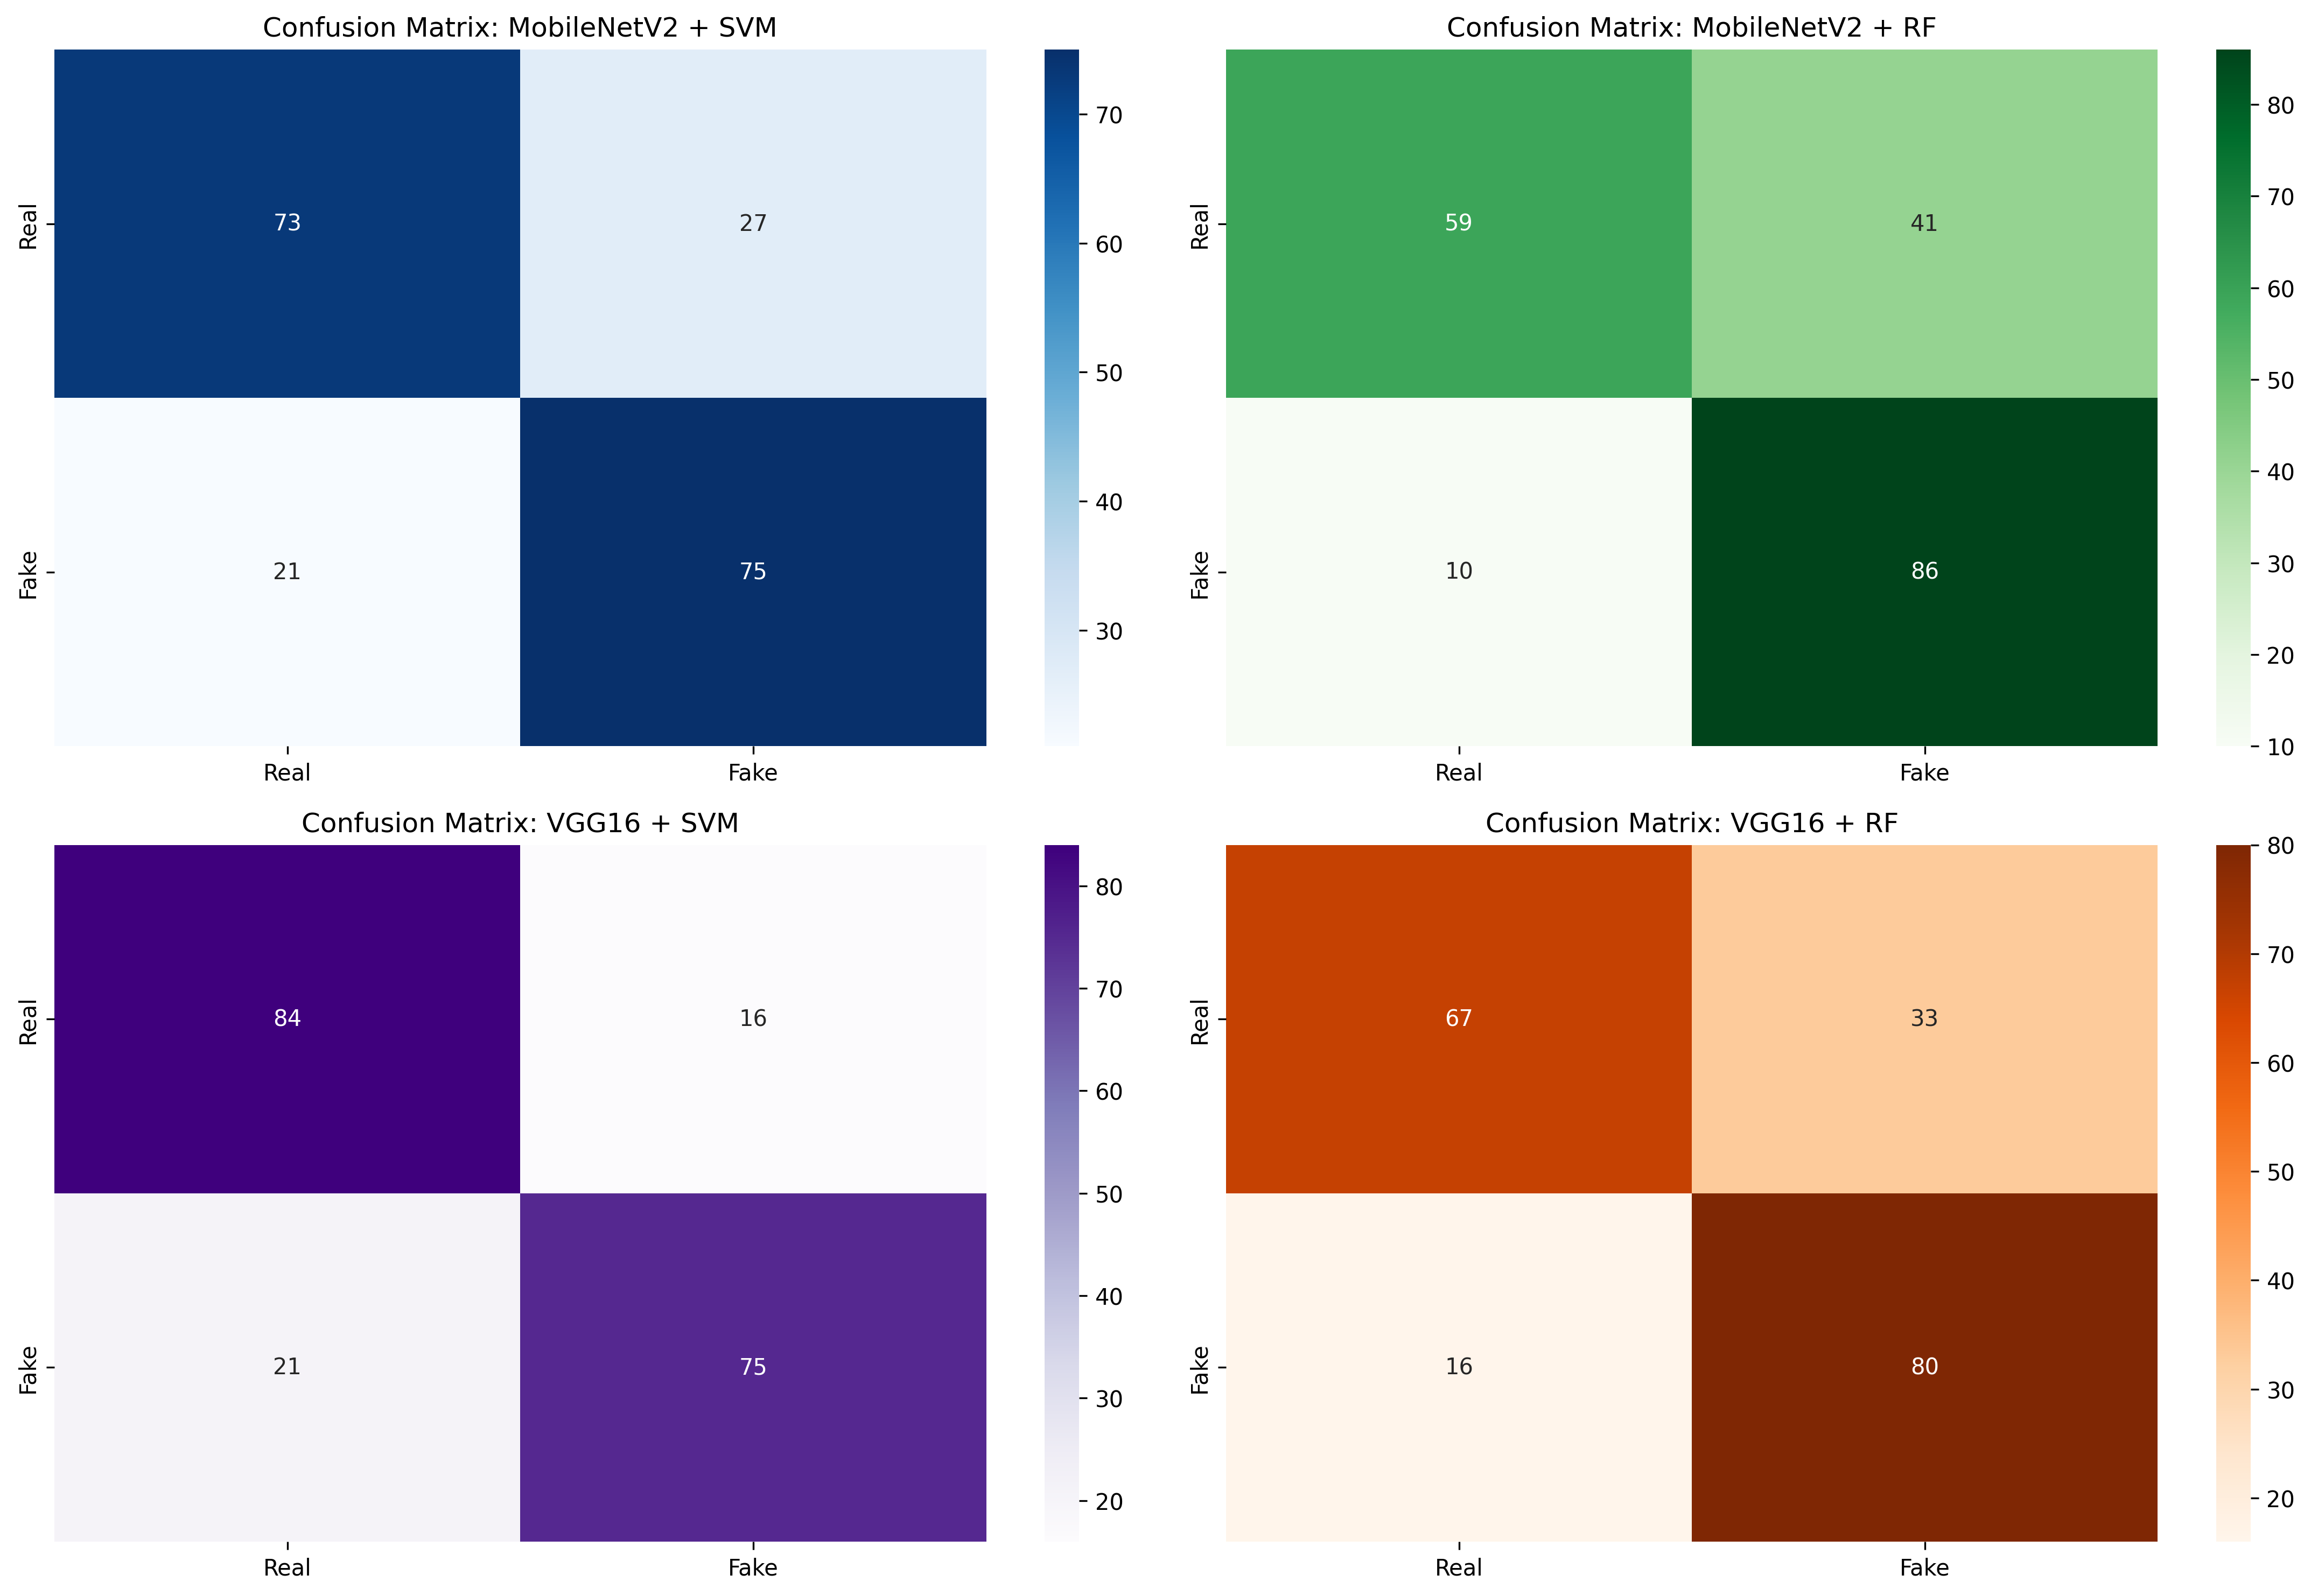 Confusion Matrix: MobileNetV2 + SVM
Real
73
27
Fake
21
75
Real
Fake
70
60
50
40
30
Confusion Matrix: MobileNetV2 + RF
Real
59
41
Fake
10
86
Real
Fake
80
70
60
50
40
30
20
10
Confusion Matrix: VGG16 + SVM
Real
84
16
Fake
21
75
Real
Fake
80
70
60
50
40
30
20
Confusion Matrix: VGG16 + RF
Real
67
33
Fake
16
80
Real
Fake
80
70
60
50
40
30
20